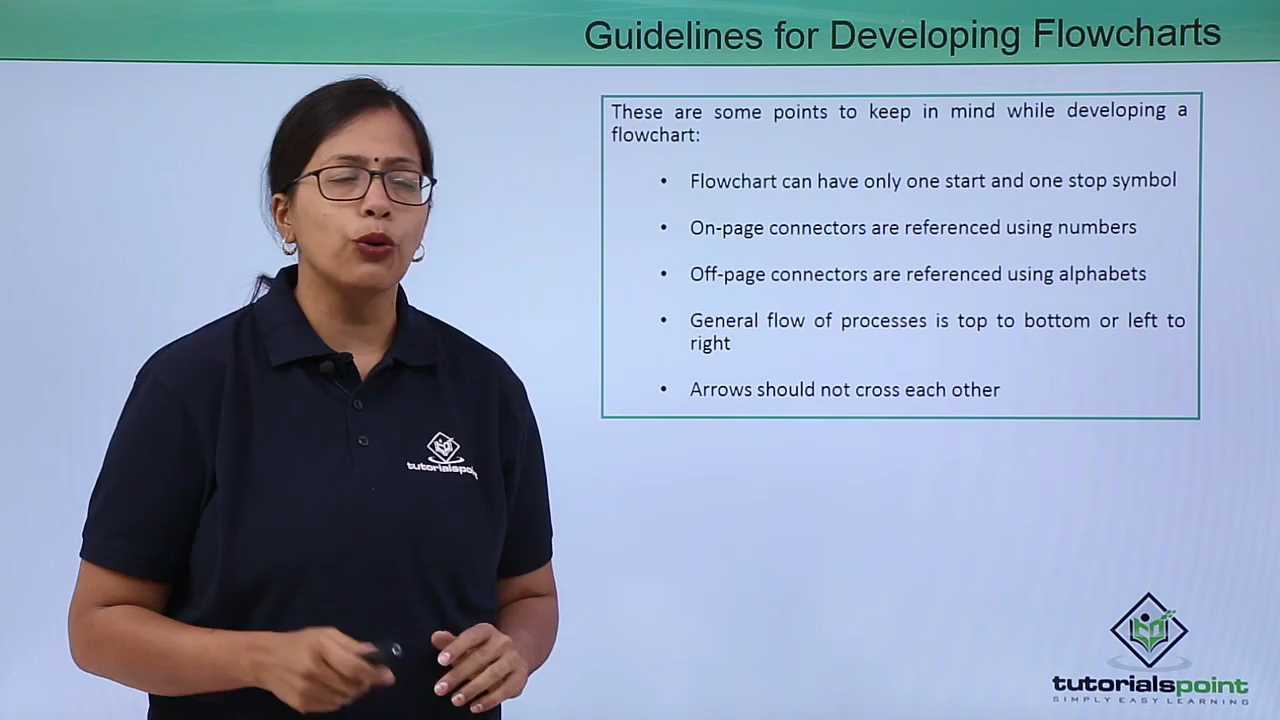 Guidelines for Developing Flowcharts
These are some points to keep in mind while developing a
flowchart:
• Flowchart can have only one start and one stop symbol
• On-page connectors are referenced using numbers
• Off-page connectors are referenced using alphabets
• General flow of processes is top to bottom or left to
right
• Arrows should not cross each other
tutorialspoint
tutorialspoint
SIMPLY EASY LEARNING